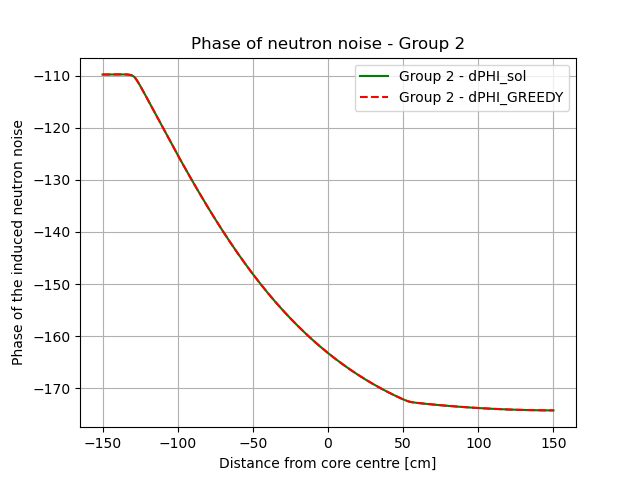 Phase of neutron noise - Group 2
Group 2 - dPHI_sol
Group 2 - dPHI_GREEDY
Phase of the induced neutron noise
−110
−120
−130
−140
−150
−160
−170
−150 −100 −50 0 50 100 150
Distance from core centre [cm]